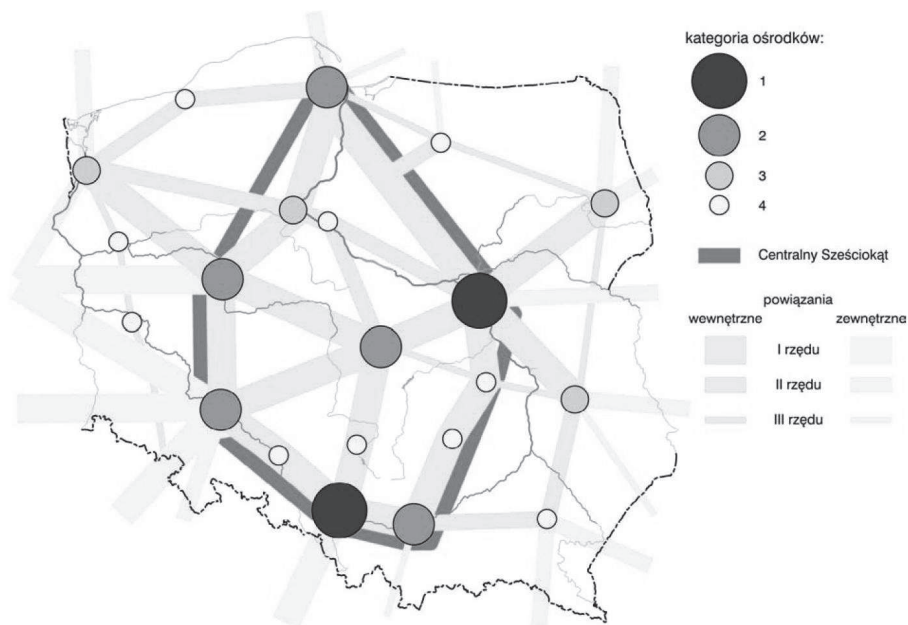 kategoria ośrodków:
1
2
3
4
Centralny Sześciokąt
powiązania
wewnętrzne zewnętrzne
I rzędu
II rzędu
III rzędu